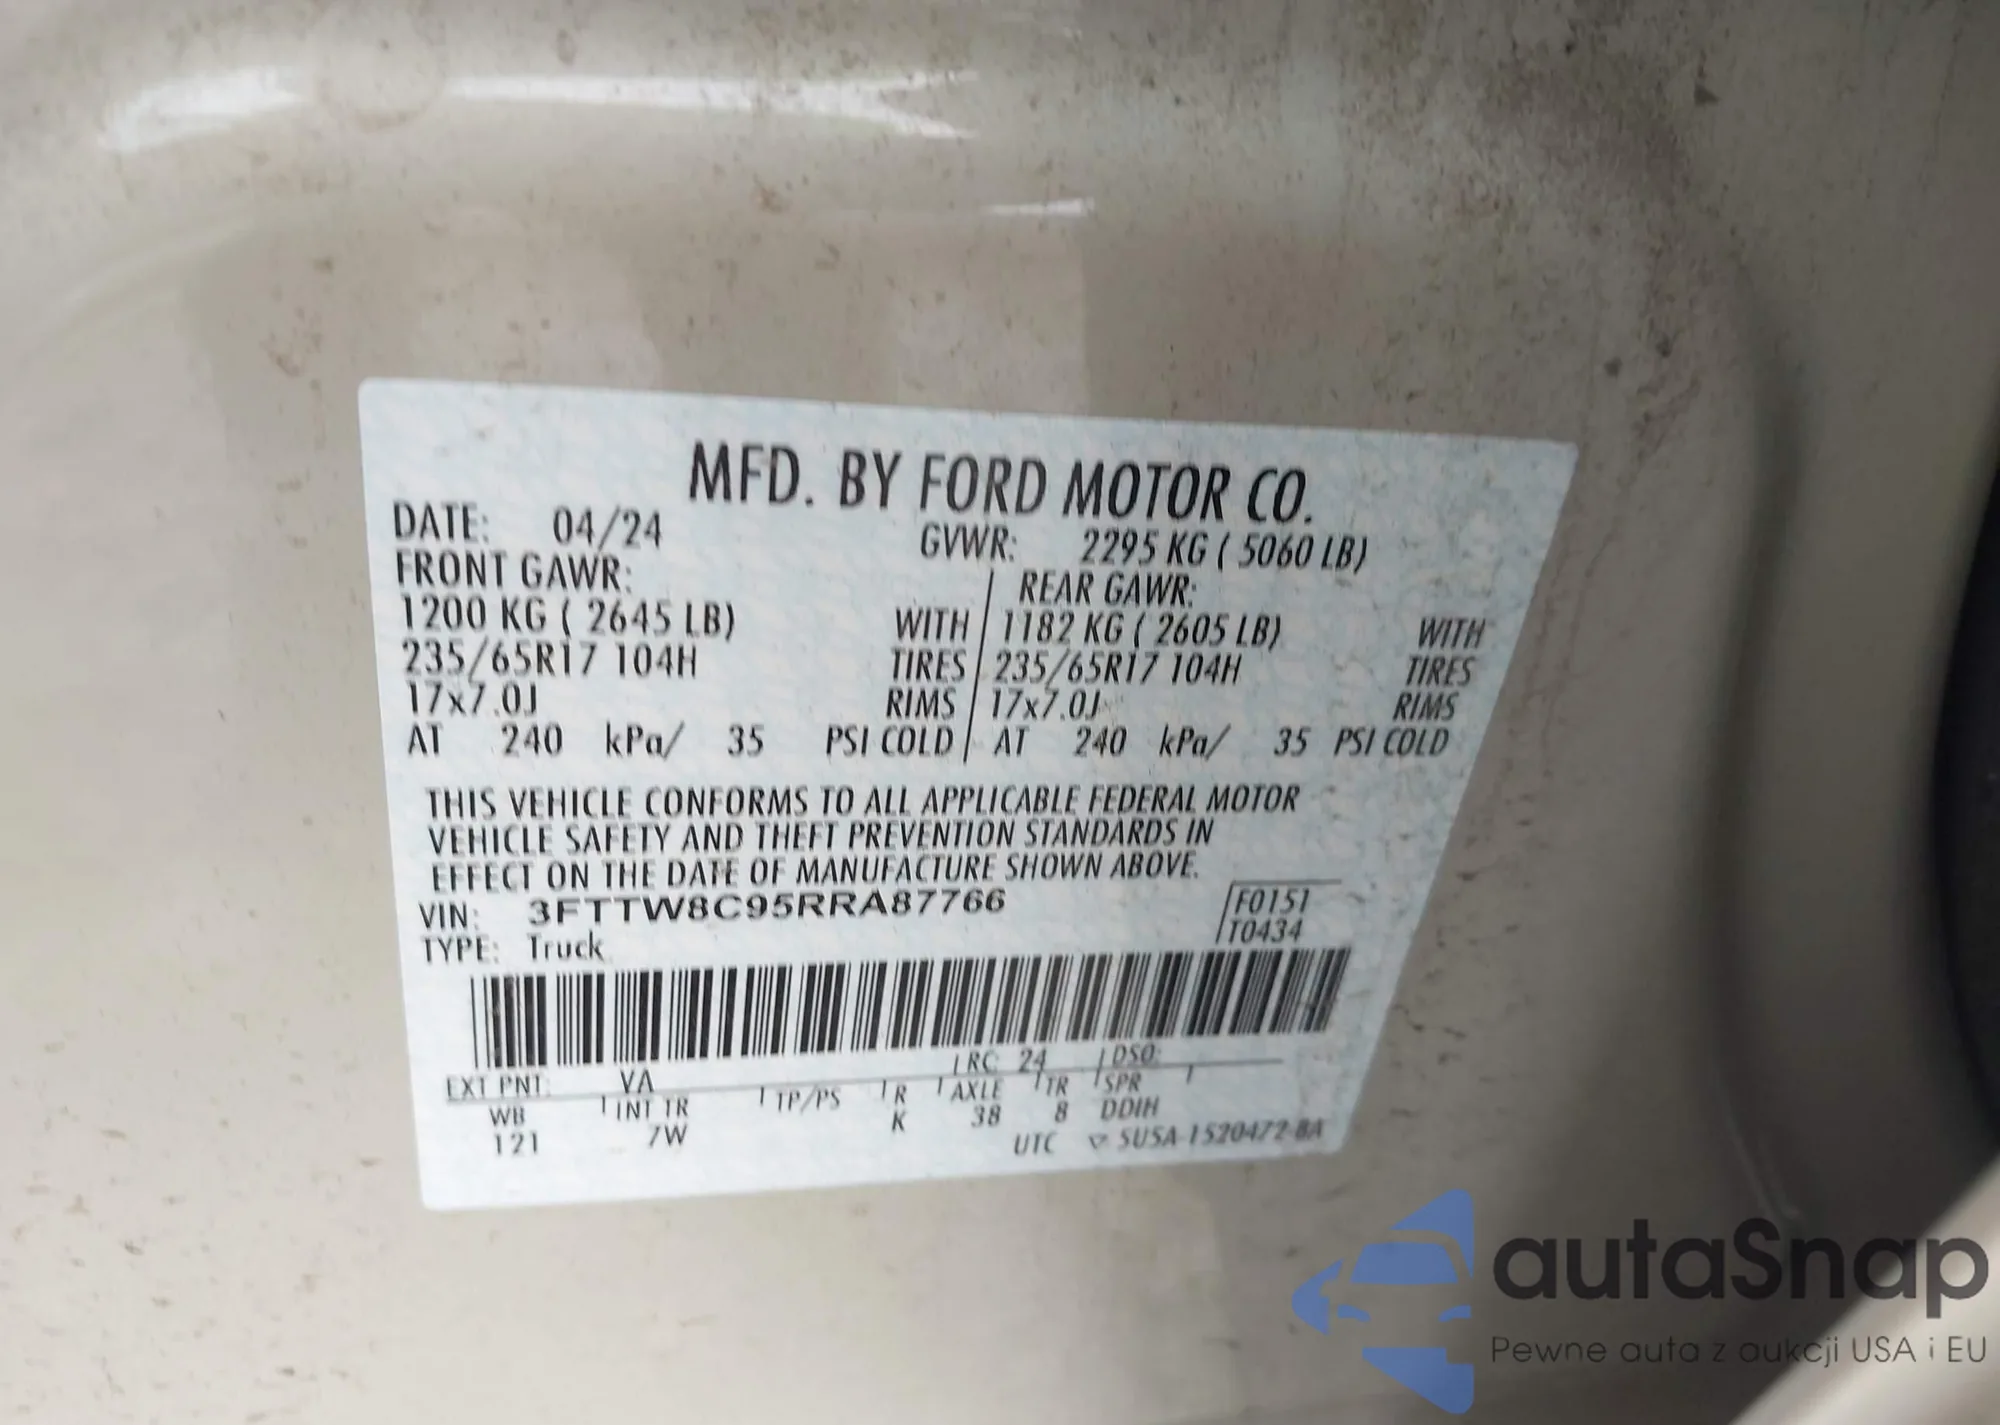 MFD. BY FORD MOTOR CO.
DATE: 04/24 GVWR: 2295 KG ( 5060 LB)
FRONT GAWR: REAR GAWR:
1200 KG ( 2645 LB) WITH 1182 KG ( 2605 LB) WITH
235/65R17 104H TIRES 235/65R17 104H TIRES
17x7.0J RIMS 17x7.0J RIMS
AT 240 kPa/ 35 PSI COLD AT 240 kPa/ 35 PSI COLD
THIS VEHICLE CONFORMS TO ALL APPLICABLE FEDERAL MOTOR
VEHICLE SAFETY AND THEFT PREVENTION STANDARDS IN
EFFECT ON THE DATE OF MANUFACTURE SHOWN ABOVE.
VIN: 3FTTW8C95RRA87766 F0151
TYPE: Truck T0434
EXT PNT: VA RC 24 DSO:
WB INT TR TP/PS R AXLE TR SPR
121 7W K 38 8 DDIH
UTC SU5A-1520472-BA
autaSnap
Pewne auta z aukcji USA i EU